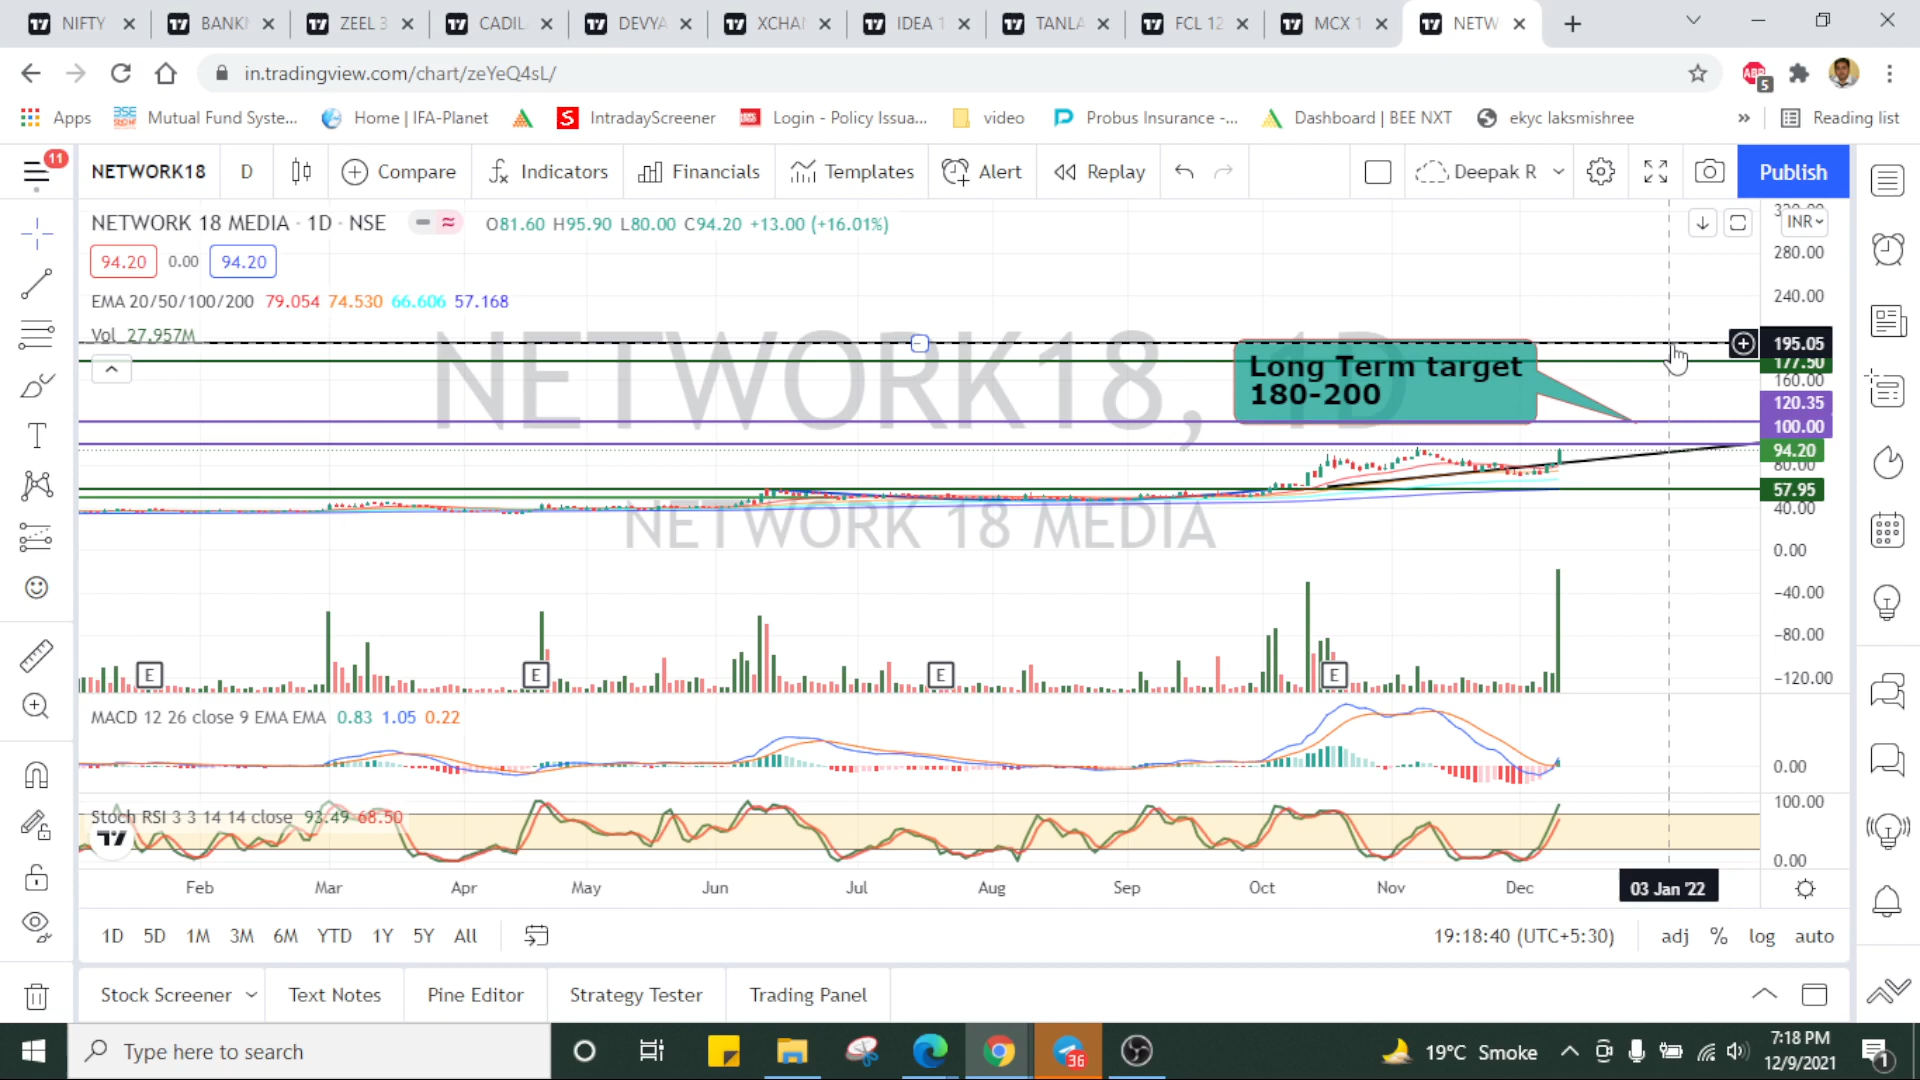 NIFTY
BANKN
ZEEL 3
CADIL
DEVYA
XCHAI
IDEA 1
TANLA
FCL 12
MCX 1
NETW
in.tradingview.com/chart/zeYeQ4sL/
ABP 5
Apps
Mutual Fund Syste...
Home | IFA-Planet
S IntradayScreener
Login - Policy Issua...
video
Probus Insurance -...
Dashboard | BEE NXT
ekyc laksmishree
»
Reading list
11
NETWORK18
D
Compare
Indicators
Financials
Templates
Alert
Replay
Deepak R
Publish
NETWORK 18 MEDIA · 1D · NSE
O81.60 H95.90 L80.00 C94.20 +13.00 (+16.01%)
INR
94.20 0.00 94.20
EMA 20/50/100/200 79.054 74.530 66.606 57.168
Vol 27.957M
NETWORK18, 1D
NETWORK 18 MEDIA
Long Term target
180-200
280.00
240.00
195.05
177.50
160.00
120.35
100.00
94.20
80.00
57.95
40.00
0.00
-40.00
-80.00
-120.00
E
E
E
E
MACD 12 26 close 9 EMA EMA 0.83 1.05 0.22
0.00
Stoch RSI 3 3 14 14 close 93.49 68.50
100.00
0.00
Feb Mar Apr May Jun Jul Aug Sep Oct Nov Dec 03 Jan '22
1D 5D 1M 3M 6M YTD 1Y 5Y All
19:18:40 (UTC+5:30) adj % log auto
Stock Screener Text Notes Pine Editor Strategy Tester Trading Panel
Type here to search
36
19°C Smoke
7:18 PM
12/9/2021
1